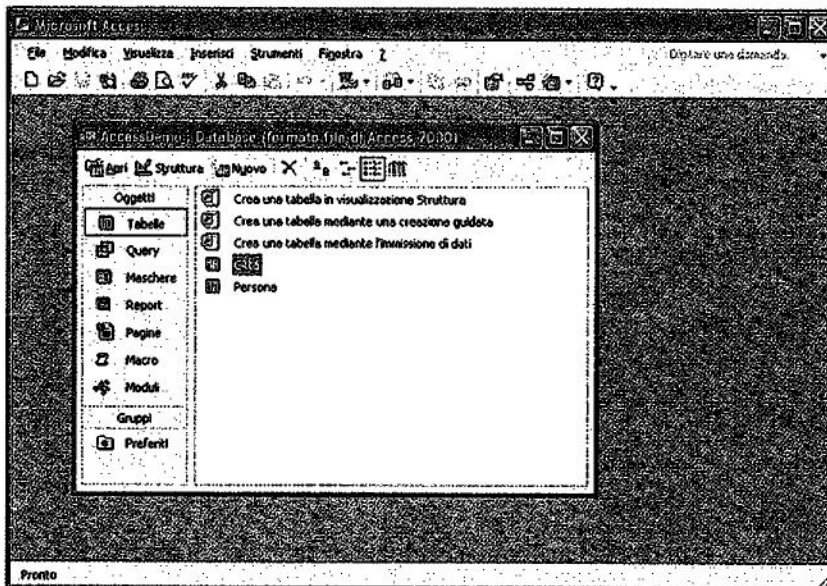 Microsoft Access
File Modifica Visualizza Inserisci Strumenti Finestra ?
Digitare una domanda.
AccessDemo: Database (formato file di Access 2000)
Apri Struttura Nuovo
Oggetti
Tabelle
Query
Maschere
Report
Pagine
Macro
Moduli
Gruppi
Preferiti
Crea una tabella in visualizzazione Struttura
Crea una tabella mediante una creazione guidata
Crea una tabella mediante l'immissione di dati
Persona
Pronto